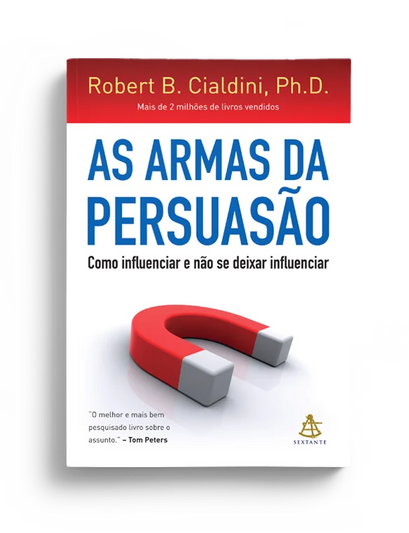 Robert B. Cialdini, Ph.D.
Mais de 2 milhões de livros vendidos
AS ARMAS DA
PERSUASÃO
Como influenciar e não se deixar influenciar
"O melhor e mais bem
pesquisado livro sobre o
assunto." – Tom Peters
SEXTANTE